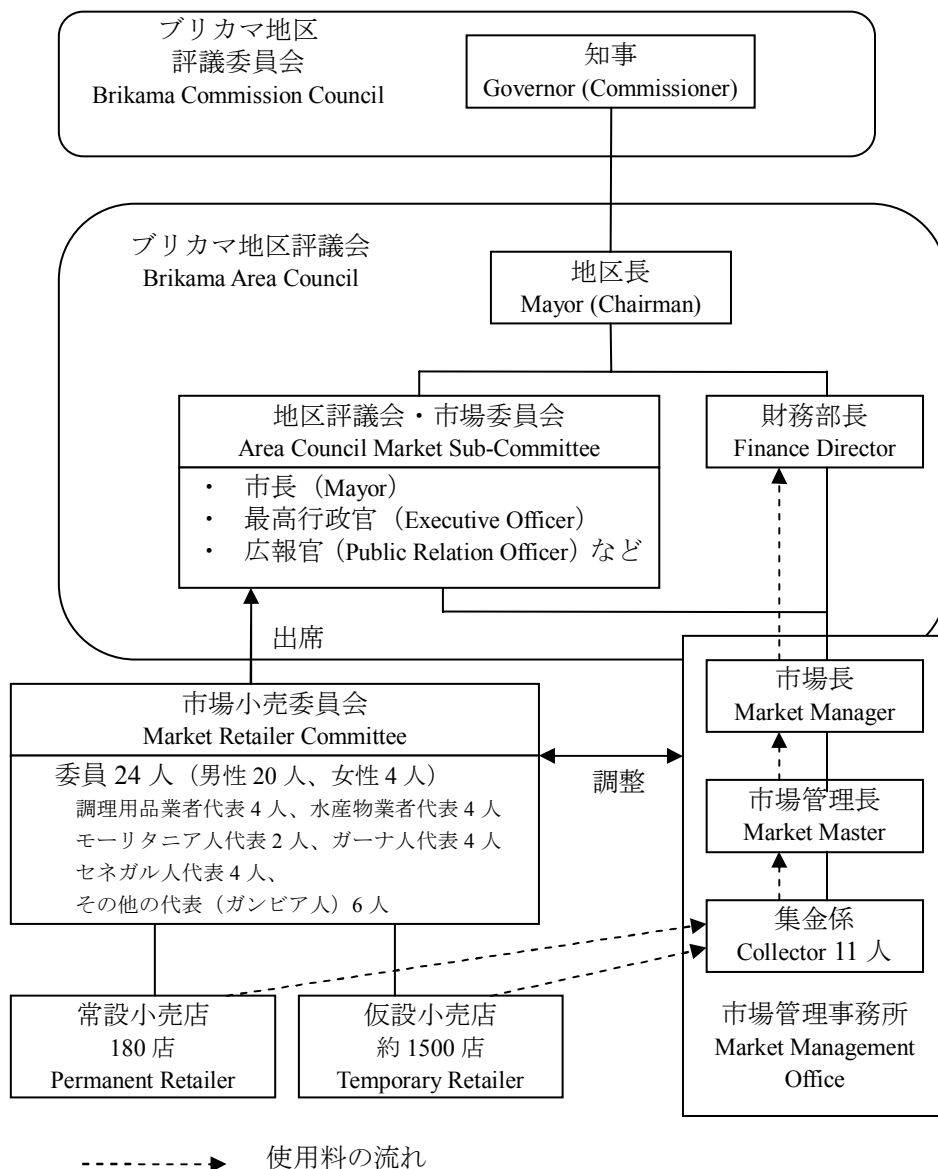 ブリカマ地区
評議委員会
Brikama Commission Council
知事
Governor (Commissioner)
ブリカマ地区評議会
Brikama Area Council
地区長
Mayor (Chairman)
地区評議会・市場委員会
Area Council Market Sub-Committee
・ 市長（Mayor）
・ 最高行政官（Executive Officer）
・ 広報官（Public Relation Officer）など
財務部長
Finance Director
出席
市場小売委員会
Market Retailer Committee
委員 24 人（男性 20 人、女性 4 人）
調理用品業者代表 4 人、水産物業者代表 4 人
モーリタニア人代表 2 人、ガーナ人代表 4 人
セネガル人代表 4 人、
その他の代表（ガンビア人）6 人
調整
市場長
Market Manager
市場管理長
Market Master
集金係
Collector 11 人
市場管理事務所
Market Management
Office
常設小売店
180 店
Permanent Retailer
仮設小売店
約 1500 店
Temporary Retailer
使用料の流れ